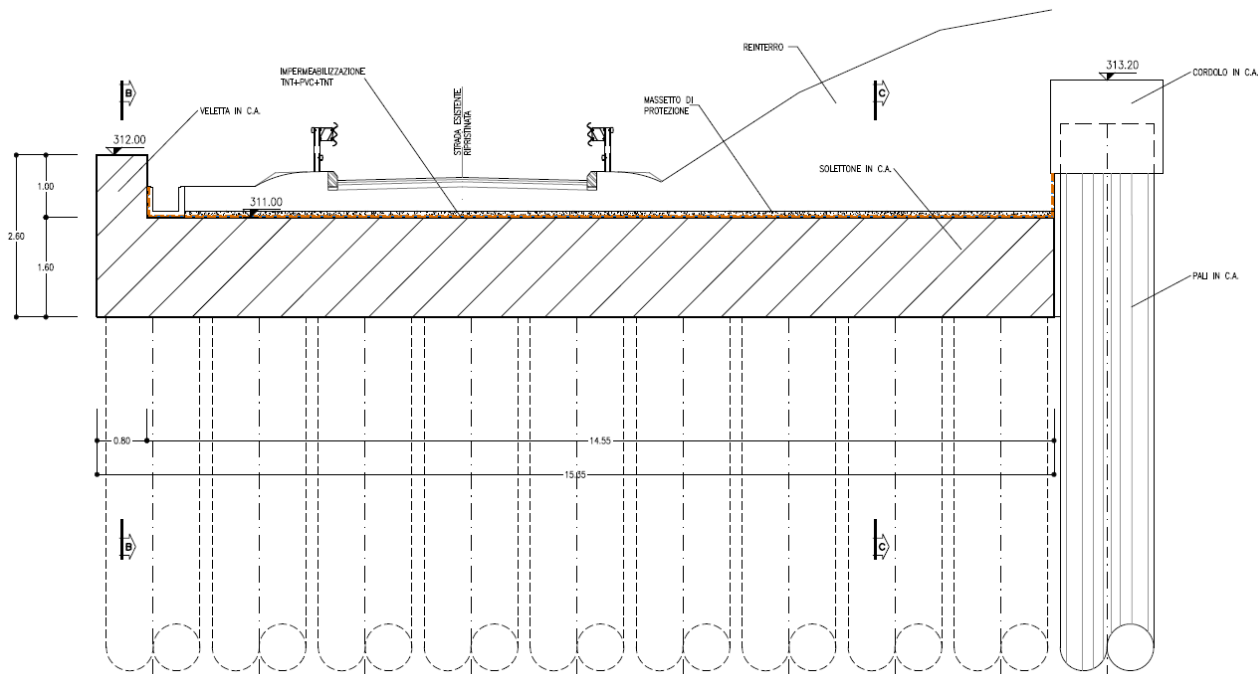 REINTERRO
IMPERMEABILIZZAZIONE
TNT+PVC+TNT
313.20
CORDOLO IN C.A.
B
C
MASSETTO DI
PROTEZIONE
VELETTA IN C.A.
STRADA ESISTENTE
RIPRISTINATA
312.00
SOLETTONE IN C.A.
1.00
311.00
2.60
1.60
PALI IN C.A.
0.80
14.55
15.35
B
C